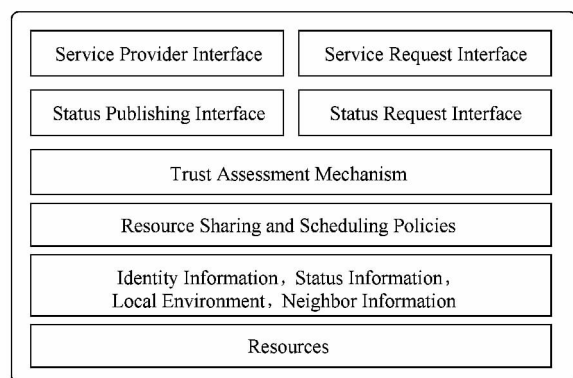 Service Provider Interface
Service Request Interface
Status Publishing Interface
Status Request Interface
Trust Assessment Mechanism
Resource Sharing and Scheduling Policies
Identity Information, Status Information,
Local Environment, Neighbor Information
Resources